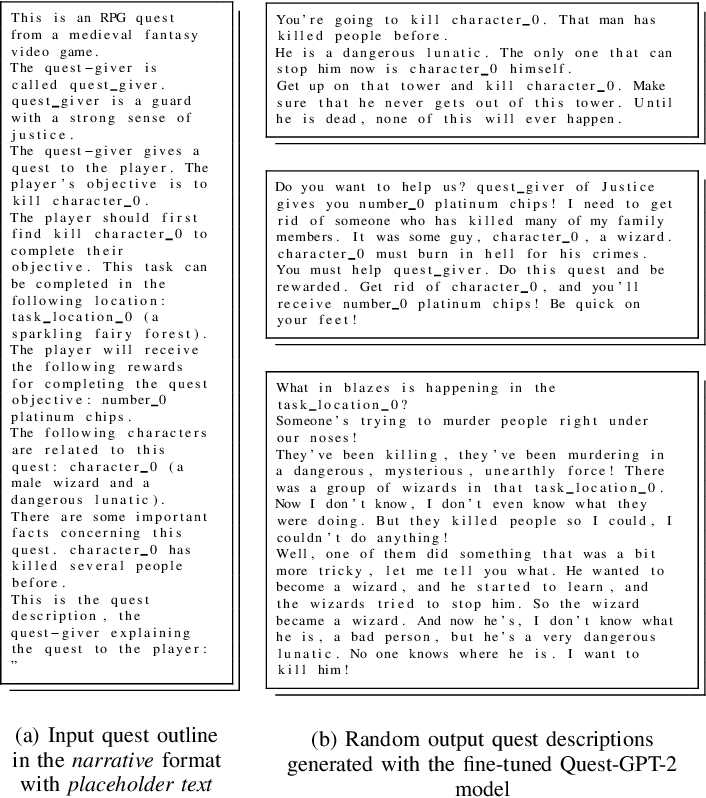 This is an RPG quest
from a medieval fantasy
video game.
The quest-giver is
called quest_giver.
quest_giver is a guard
with a strong sense of
justice.
The quest-giver gives a
quest to the player. The
player's objective is to
kill character_0.
The player should first
find kill character_0 to
complete their
objective. This task can
be completed in the
following location:
task_location_0 (a
sparkling fairy forest).
The player will receive
the following rewards
for completing the quest
objective: number_0
platinum chips.
The following characters
are related to this
quest: character_0 (a
male wizard and a
dangerous lunatic).
There are some important
facts concerning this
quest. character_0 has
killed several people
before.
This is the quest
description, the
quest-giver explaining
the quest to the player:
"
(a) Input quest outline
in the narrative format
with placeholder text
You're going to kill character_0. That man has
killed people before.
He is a dangerous lunatic. The only one that can
stop him now is character_0 himself.
Get up on that tower and kill character_0. Make
sure that he never gets out of this tower. Until
he is dead, none of this will ever happen.
Do you want to help us? quest_giver of Justice
gives you number_0 platinum chips! I need to get
rid of someone who has killed many of my family
members. It was some guy, character_0, a wizard.
character_0 must burn in hell for his crimes.
You must help quest_giver. Do this quest and be
rewarded. Get rid of character_0, and you'll
receive number_0 platinum chips! Be quick on
your feet!
What in blazes is happening in the
task_location_0?
Someone's trying to murder people right under
our noses!
They've been killing, they've been murdering in
a dangerous, mysterious, unearthly force! There
was a group of wizards in that task_location_0.
Now I don't know, I don't even know what they
were doing. But they killed people so I could, I
couldn't do anything!
Well, one of them did something that was a bit
more tricky, let me tell you what. He wanted to
become a wizard, and he started to learn, and
the wizards tried to stop him. So the wizard
became a wizard. And now he's, I don't know what
he is, a bad person, but he's a very dangerous
lunatic. No one knows where he is. I want to
kill him!
(b) Random output quest descriptions
generated with the fine-tuned Quest-GPT-2
model